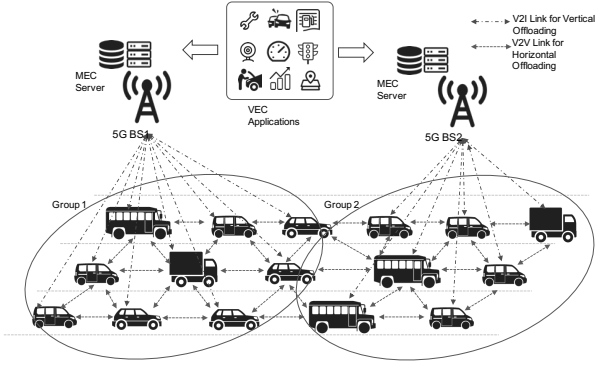 V2I Link for Vertical
Offloading
V2V Link for
Horizontal
Offloading
MEC
Server
MEC
Server
VEC
Applications
5G BS1
5G BS2
Group 1
Group 2